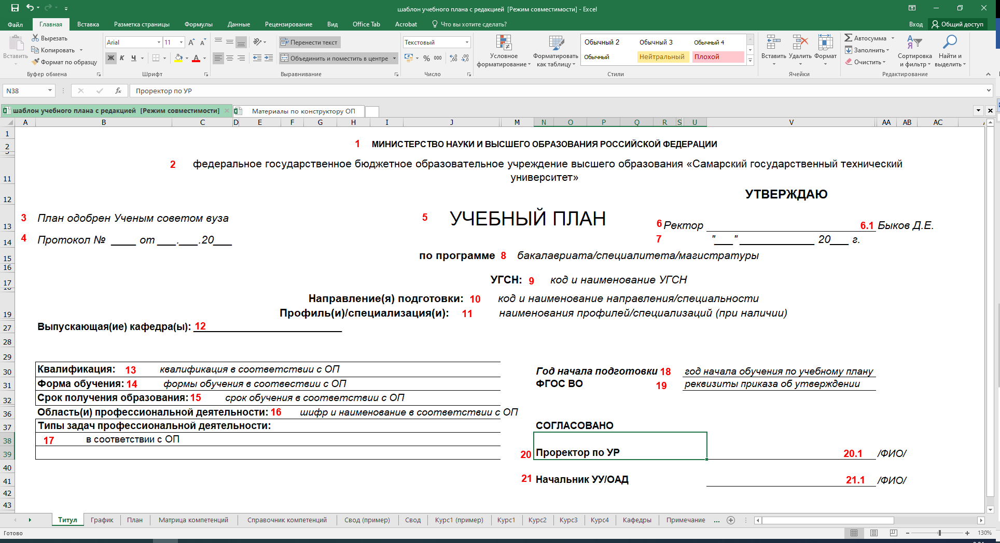 шаблон учебного плана с редакцией [Режим совместимости] - Excel
Файл Главная Вставка Разметка страницы Формулы Данные Рецензирование Вид Office Tab Acrobat Что вы хотите сделать? Вход Общий доступ
Вставить
Вырезать
Копировать
Формат по образцу
Буфер обмена
Arial 11
Ж К Ч
Шрифт
Перенести текст
Объединить и поместить в центре
Выравнивание
Текстовый
% 000
Число
Условное форматирование
Форматировать как таблицу
Обычный 2 Обычный 3 Обычный 4
Обычный Нейтральный Плохой
Стили
Вставить Удалить Формат
Ячейки
Автосумма
Заполнить
Очистить
Сортировка и фильтр
Найти и выделить
Редактирование
N38 fx Проректор по УР
шаблон учебного плана с редакцией [Режим совместимости] Материалы по конструктору ОП
A B C D E F G H I J M N O P Q R S U V AA AB AC
1
2 1 МИНИСТЕРСТВО НАУКИ И ВЫСШЕГО ОБРАЗОВАНИЯ РОССИЙСКОЙ ФЕДЕРАЦИИ
2 федеральное государственное бюджетное образовательное учреждение высшего образования «Самарский государственный технический
11 университет»
12 УТВЕРЖДАЮ
13 3 План одобрен Ученым советом вуза 5 УЧЕБНЫЙ ПЛАН 6 Ректор 6.1 Быков Д.Е.
14 4 Протокол № ____ от ___.___.20___ 7 "___" ____________ 20___ г.
15 по программе 8 бакалавриата/специалитета/магистратуры
16
17 УГСН: 9 код и наименование УГСН
Направление(я) подготовки: 10 код и наименование направления/специальности
19 Профиль(и)/специализация(и): 11 наименования профилей/специализаций (при наличии)
27 Выпускающая(ие) кафедра(ы): 12
28
29
30 Квалификация: 13 квалификация в соответствии с ОП Год начала подготовки 18 год начала обучения по учебному плану
31 Форма обучения: 14 формы обучения в соотвествии с ОП ФГОС ВО 19 реквизиты приказа об утверждении
32 Срок получения образования: 15 срок обучения в соответствии с ОП
36 Область(и) профессиональной деятельности: 16 шифр и наименование в соответствии с ОП
37 Типы задач профессиональной деятельности: СОГЛАСОВАНО
38 17 в соответствии с ОП
39 20 Проректор по УР 20.1 /ФИО/
40
41 21 Начальник УУ/ОАД 21.1 /ФИО/
42
43
Титул График План Матрица компетенций Справочник компетенций Свод (пример) Свод Курс1 (пример) Курс1 Курс2 Курс3 Курс4 Кафедры Примечание ...
Готово 130%